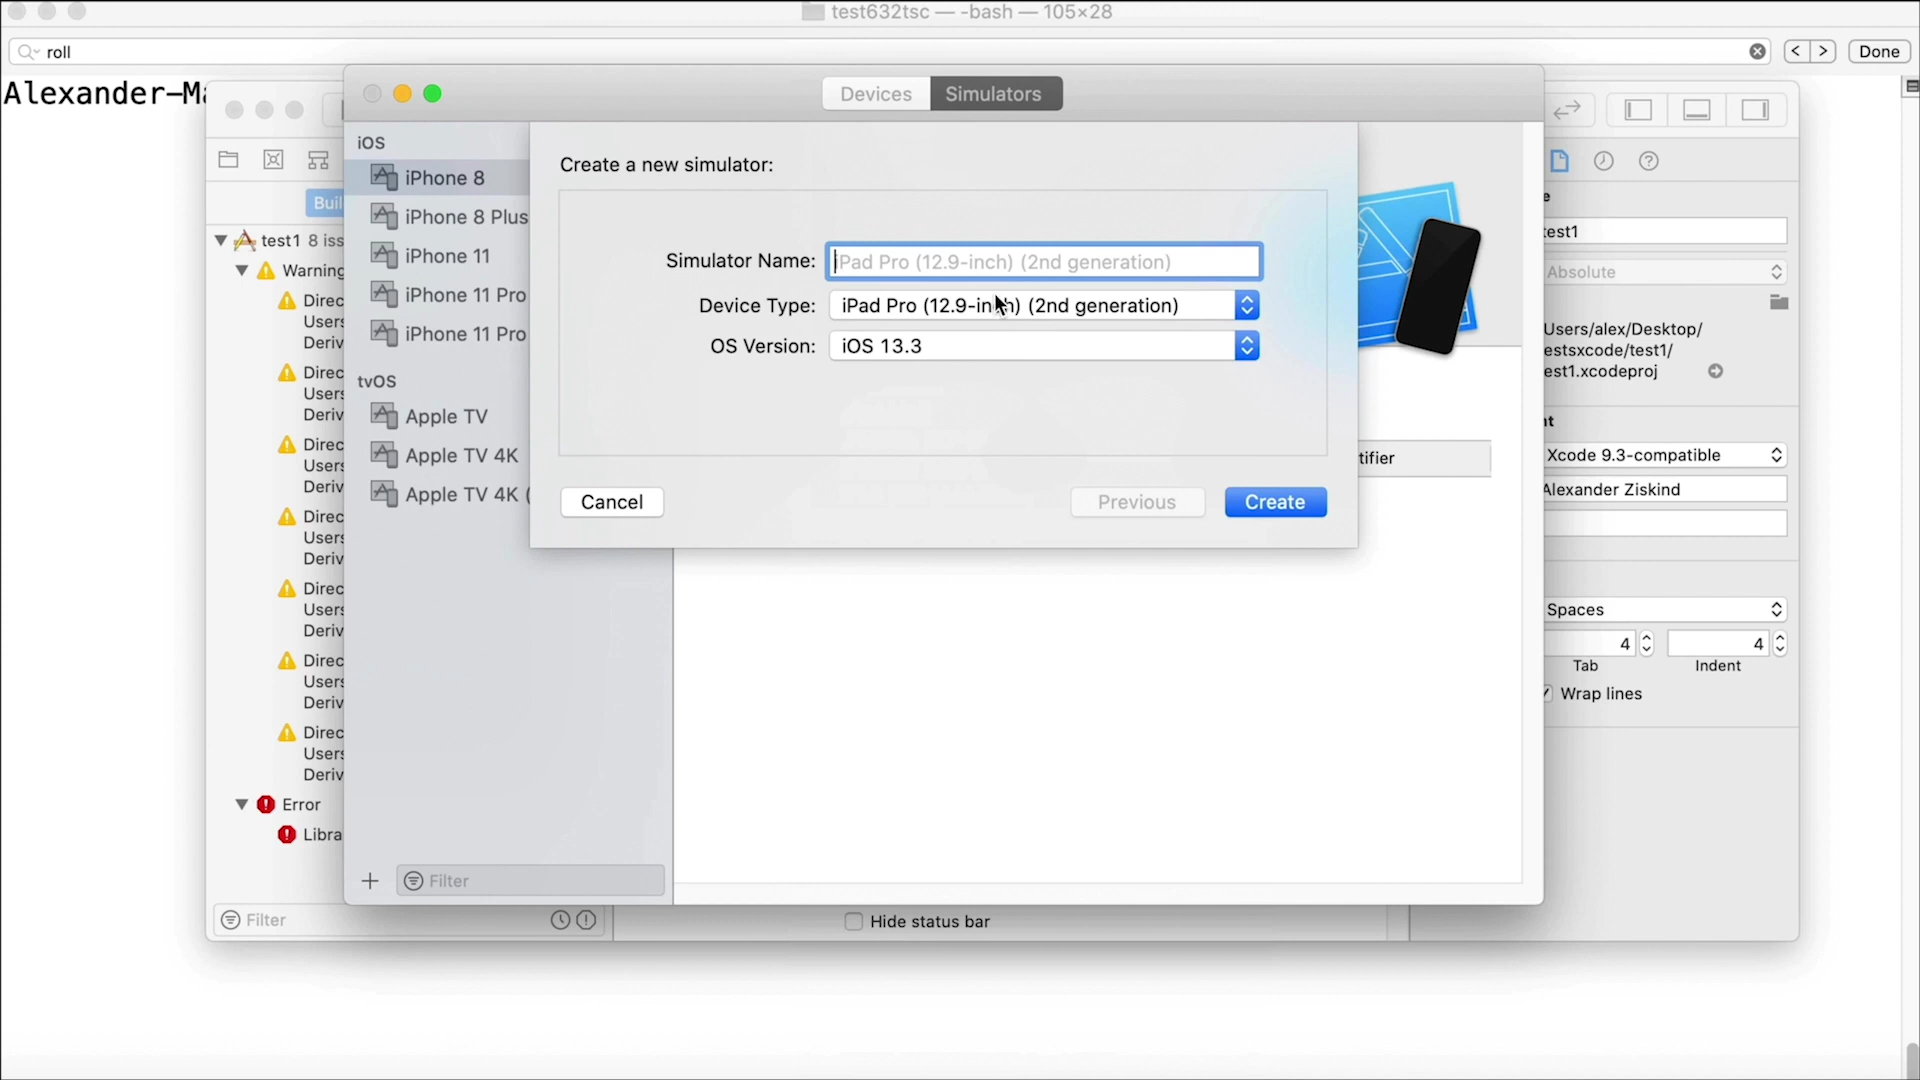 test632tsc — -bash — 105×28
roll
Done
Alexander-Ma
Devices
Simulators
iOS
iPhone 8
iPhone 8 Plus
iPhone 11
iPhone 11 Pro
iPhone 11 Pro
tvOS
Apple TV
Apple TV 4K
Apple TV 4K (
Filter
Create a new simulator:
Simulator Name:
iPad Pro (12.9-inch) (2nd generation)
Device Type:
iPad Pro (12.9-inch) (2nd generation)
OS Version:
iOS 13.3
Cancel
Previous
Create
tifier
Buil
test1 8 iss
Warning
Direc
Users
Deriv
Direc
Users
Deriv
Direc
Users
Deriv
Direc
Users
Deriv
Direc
Users
Deriv
Direc
Users
Deriv
Direc
Users
Deriv
Error
Libra
Filter
Hide status bar
e
test1
Absolute
Users/alex/Desktop/
estsxcode/test1/
est1.xcodeproj
nt
Xcode 9.3-compatible
Alexander Ziskind
Spaces
4
4
Tab
Indent
Wrap lines